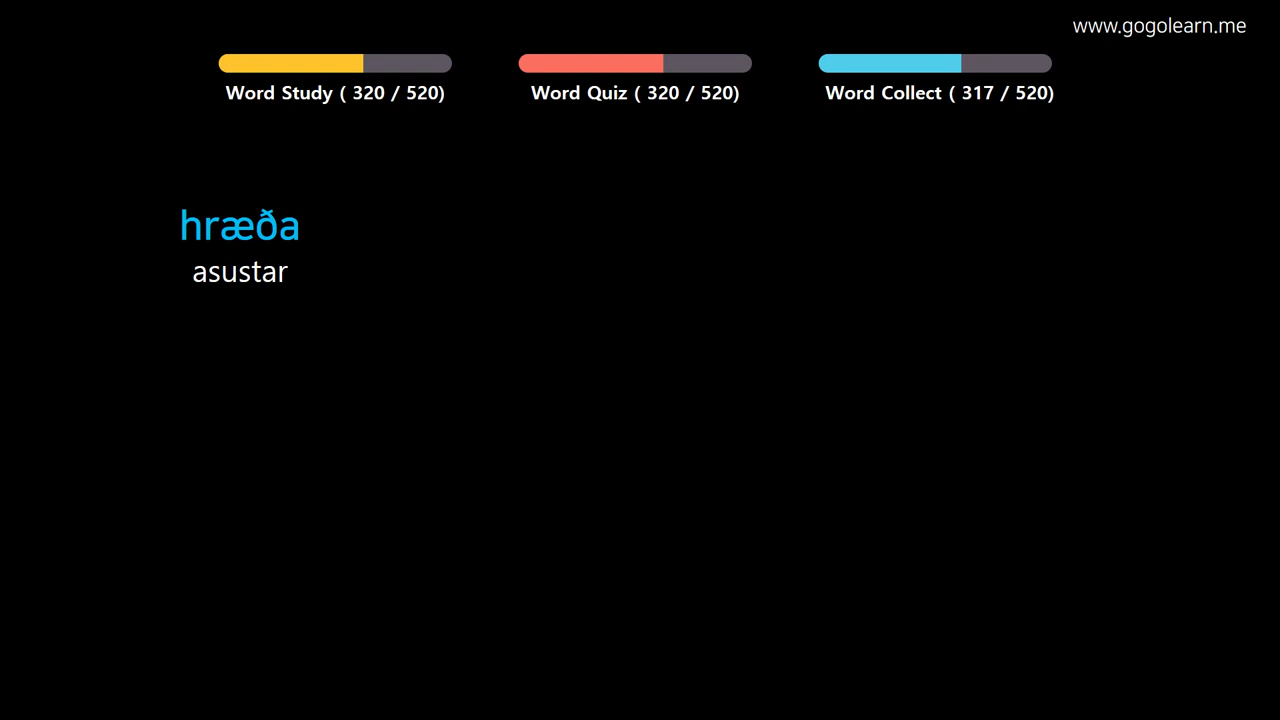 www.gogolearn.me
Word Study ( 320 / 520)
Word Quiz ( 320 / 520)
Word Collect ( 317 / 520)
hræða
asustar